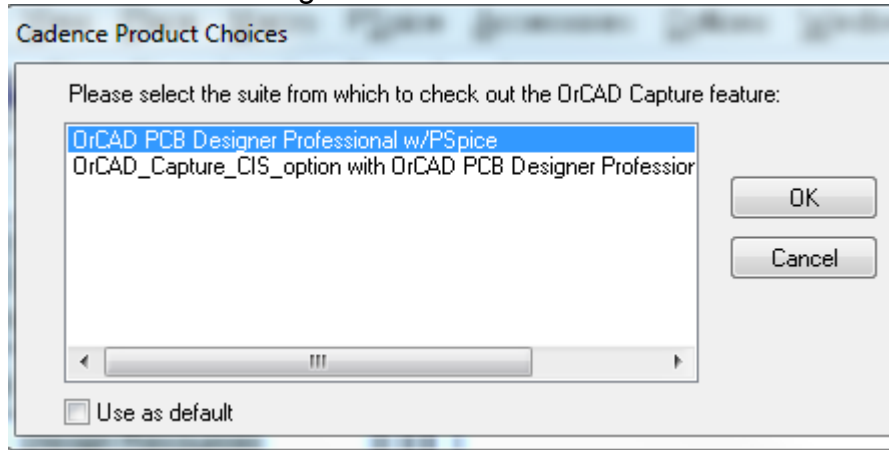 Cadence Product Choices
Please select the suite from which to check out the OrCAD Capture feature:
OrCAD PCB Designer Professional w/PSpice
OrCAD_Capture_CIS_option with OrCAD PCB Designer Profession
OK
Cancel
Use as default